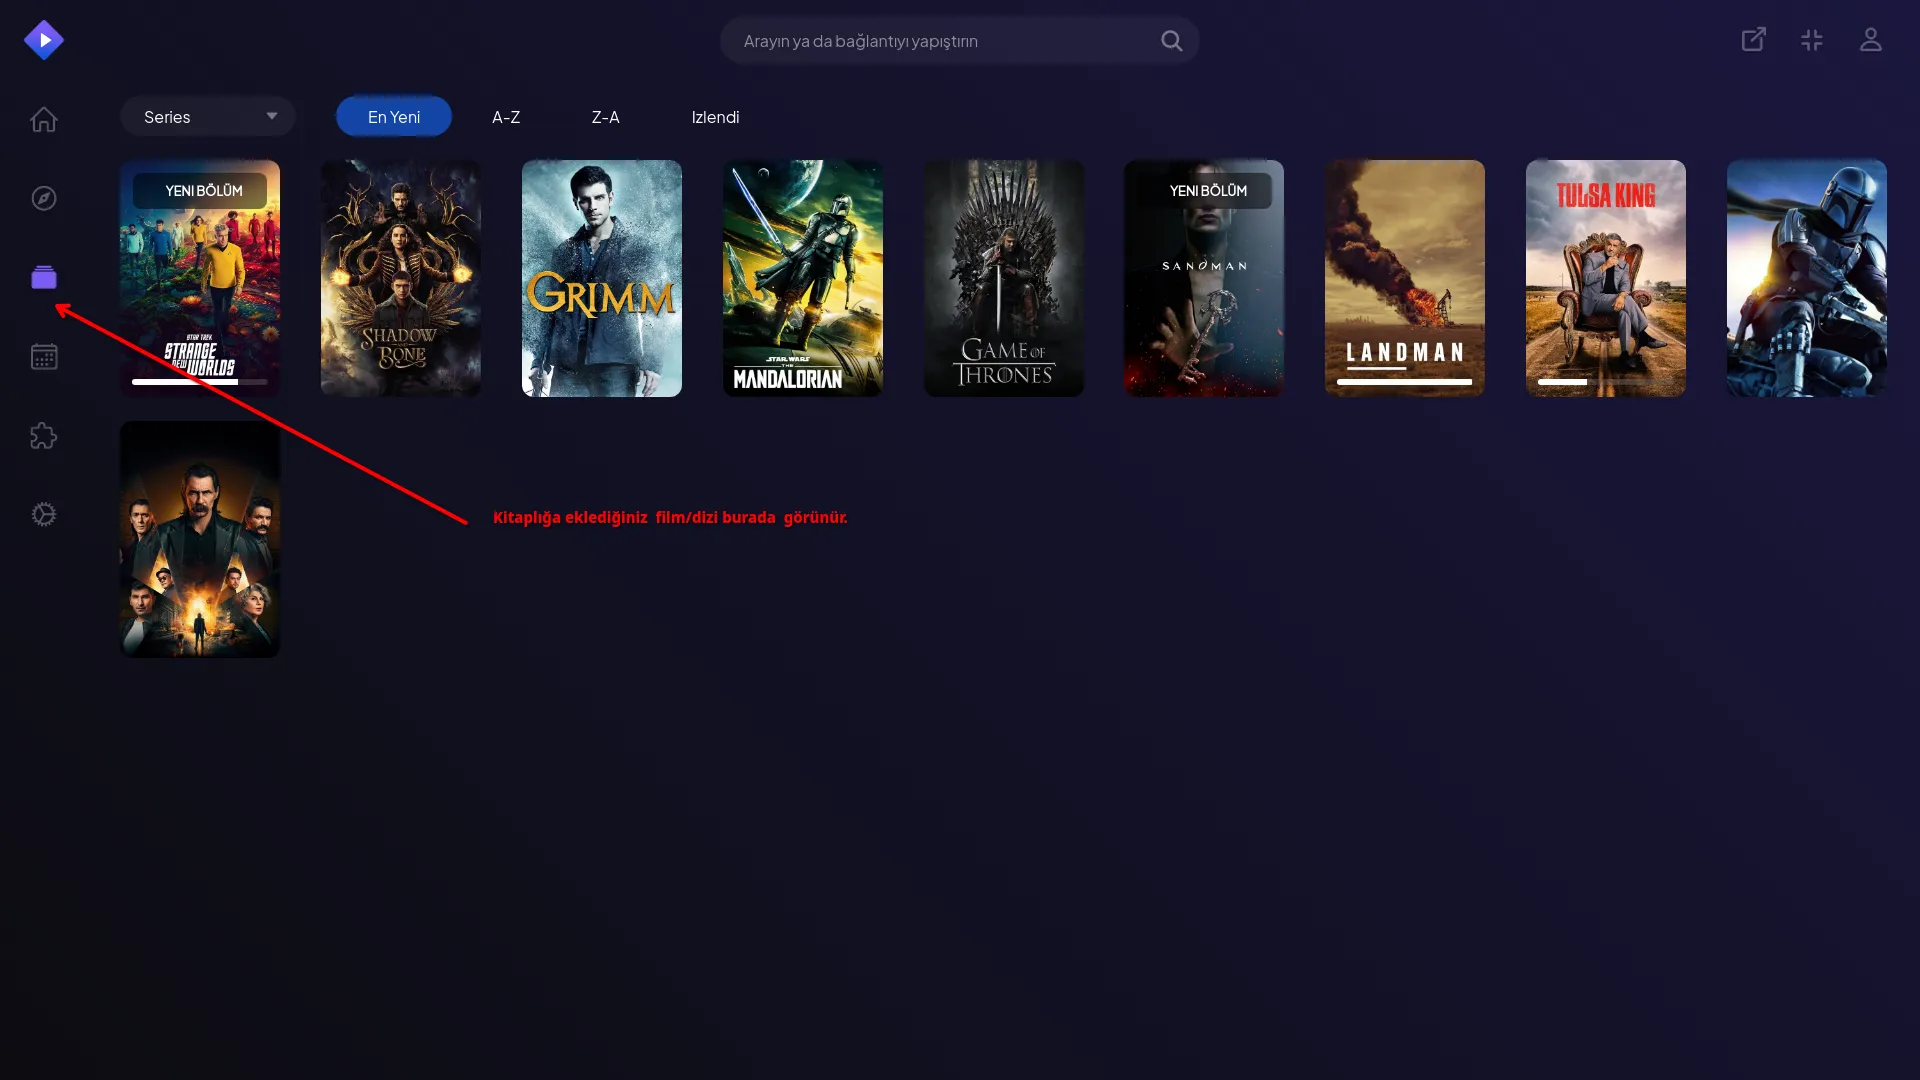 Arayın ya da bağlantıyı yapıştırın
Series
En Yeni
A-Z
Z-A
Izlendi
YENI BÖLÜM
STAR TREK
STRANGE
NEW WORLDS
SHADOW
AND
BONE
GRIMM
STAR WARS
THE
MANDALORIAN
GAME OF
THRONES
YENI BÖLÜM
SANDMAN
LANDMAN
TULSA KING
Kitaplığa eklediğiniz film/dizi burada görünür.